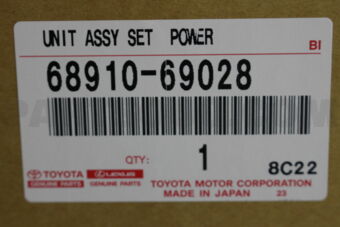 UNIT ASSY SET POWER
BI
68910-69028
QTY: 1
8C22
TOYOTA LEXUS
GENUINE PARTS GENUINE PARTS
TOYOTA MOTOR CORPORATION
MADE IN JAPAN 23